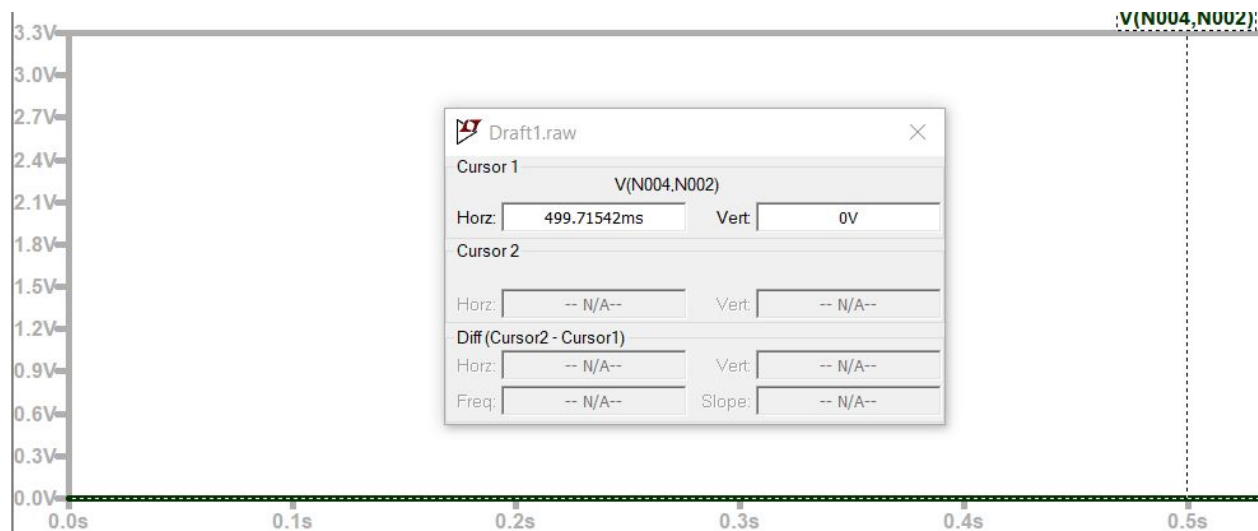 V(N004,N002)
3.3V
3.0V
2.7V
2.4V
2.1V
1.8V
1.5V
1.2V
0.9V
0.6V
0.3V
0.0V
Draft1.raw
Cursor 1
V(N004,N002)
Horz: 499.71542ms Vert: 0V
Cursor 2
Horz: -- N/A-- Vert: -- N/A--
Diff (Cursor2 - Cursor1)
Horz: -- N/A-- Vert: -- N/A--
Freq: -- N/A-- Slope: -- N/A--
0.0s 0.1s 0.2s 0.3s 0.4s 0.5s